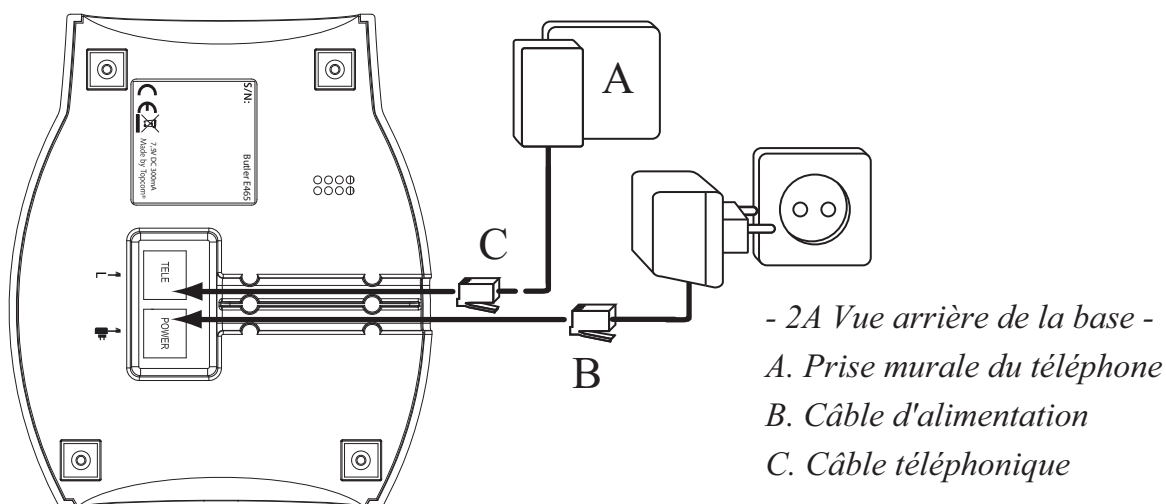 A
S/N:
Butler E465
CE
7,5V DC 300mA
Made by Topcom®
C
TELE
POWER
B
- 2A Vue arrière de la base -
A. Prise murale du téléphone
B. Câble d'alimentation
C. Câble téléphonique